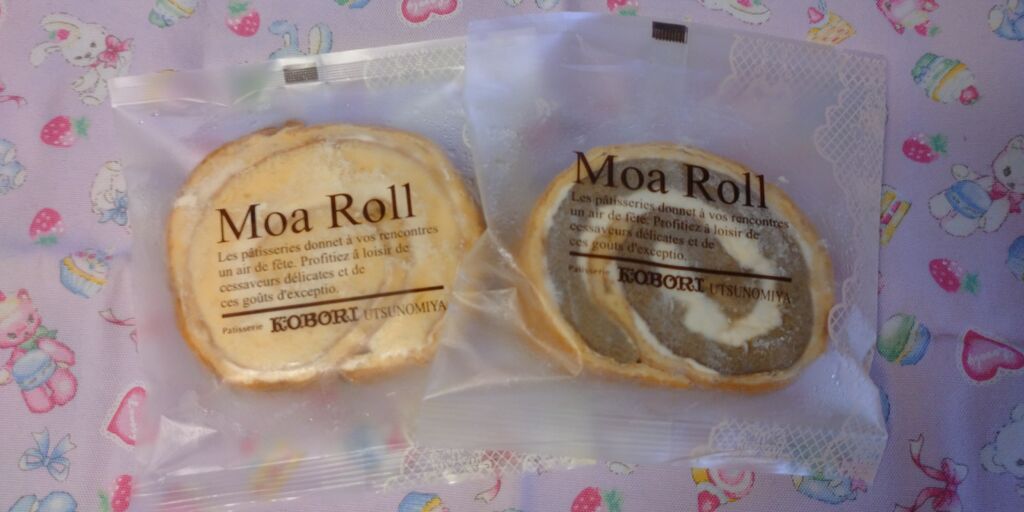 Moa Roll
Les pâtisseries donnet à vos rencontres
un air de fête. Profitiez à loisir de
cessaveurs délicates et de
ces goûts d'exceptio.
Patisserie KOBORI UTSUNOMIYA
Moa Roll
Les pâtisseries donnet à vos rencontres
un air de fête. Profitiez à loisir de
cessaveurs délicates et de
ces goûts d'exceptio.
Patisserie KOBORI UTSUNOMIYA